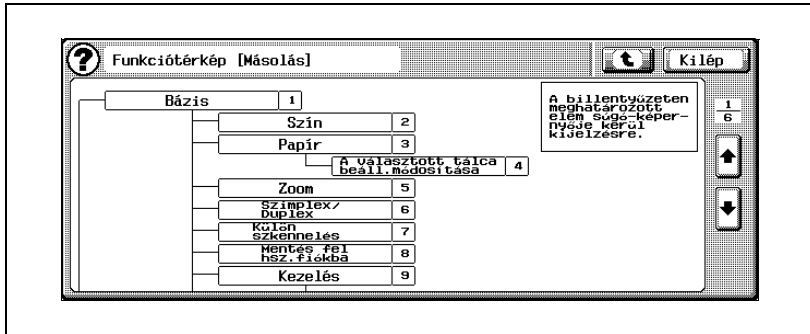 ? Funkciótérkép [Másolás] Kilép
Bázis 1
A billentyűzeten
meghatározott
elem súgó-képer-
nyője kerül
kijelzésre.
1
6
Szín 2
Papír 3
A választott tálca
beáll.módosítása 4
Zoom 5
Szimplex/
Duplex 6
Külön
szkennelés 7
Mentés fel
hsz.fiókba 8
Kezelés 9